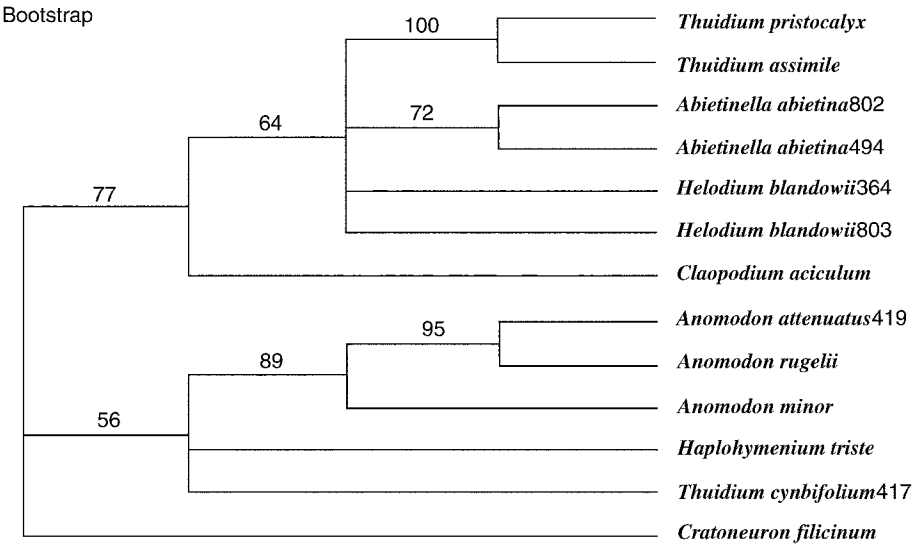 Bootstrap
100
Thuidium pristocalyx
Thuidium assimile
72
Abietinella abietina802
Abietinella abietina494
64
Helodium blandowii364
Helodium blandowii803
77
Claopodium aciculum
95
Anomodon attenuatus419
Anomodon rugelii
89
Anomodon minor
56
Haplohymenium triste
Thuidium cynbifolium417
Cratoneuron filicinum